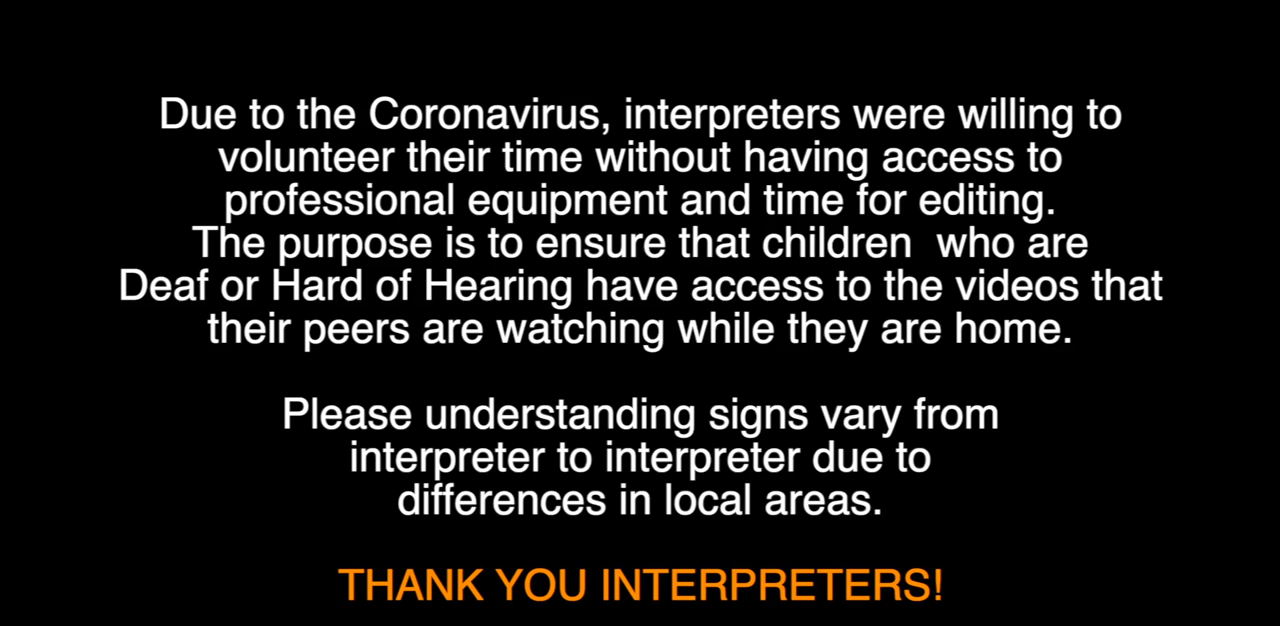 Due to the Coronavirus, interpreters were willing to
volunteer their time without having access to
professional equipment and time for editing.
The purpose is to ensure that children  who are
Deaf or Hard of Hearing have access to the videos that
their peers are watching while they are home.
Please understanding signs vary from
interpreter to interpreter due to
differences in local areas.
THANK YOU INTERPRETERS!